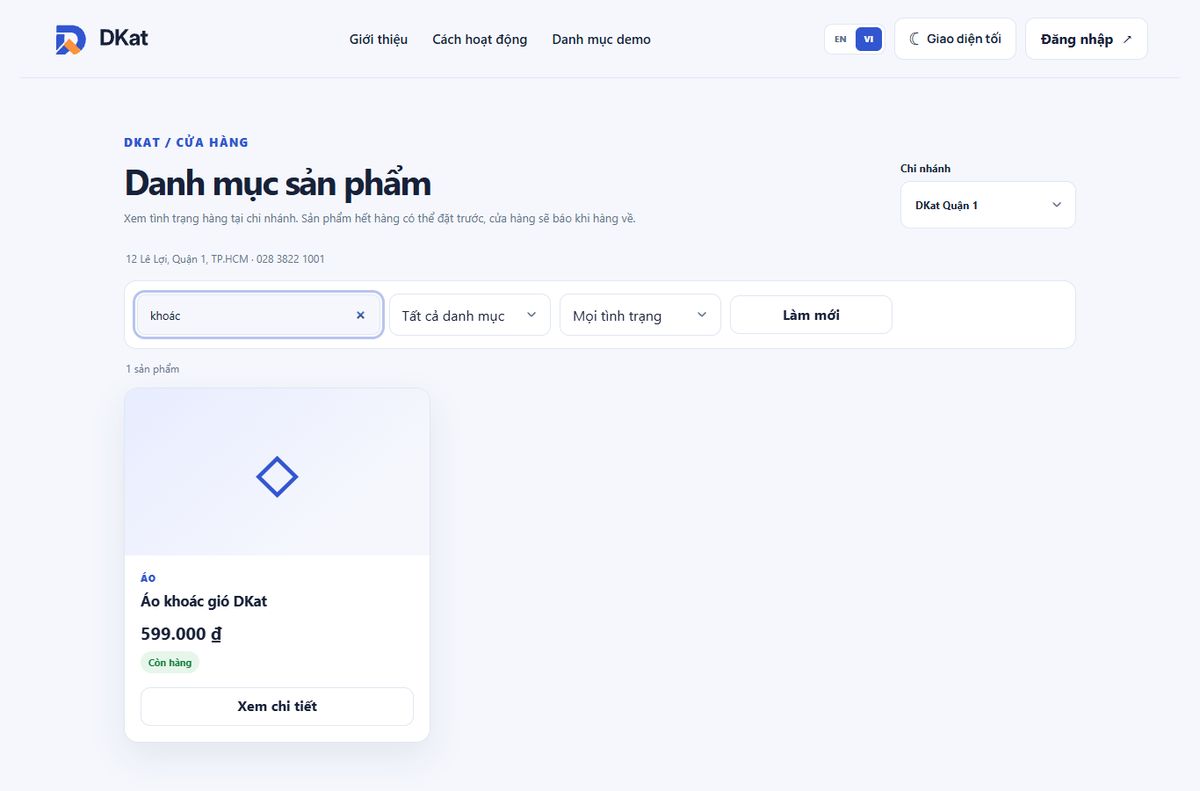 DKat
Giới thiệu
Cách hoạt động
Danh mục demo
EN
VI
Giao diện tối
Đăng nhập ↗
DKAT / CỬA HÀNG
Danh mục sản phẩm
Xem tình trạng hàng tại chi nhánh. Sản phẩm hết hàng có thể đặt trước, cửa hàng sẽ báo khi hàng về.
Chi nhánh
DKat Quận 1
12 Lê Lợi, Quận 1, TP.HCM · 028 3822 1001
khoác
Tất cả danh mục
Mọi tình trạng
Làm mới
1 sản phẩm
ÁO
Áo khoác gió DKat
599.000 ₫
Còn hàng
Xem chi tiết